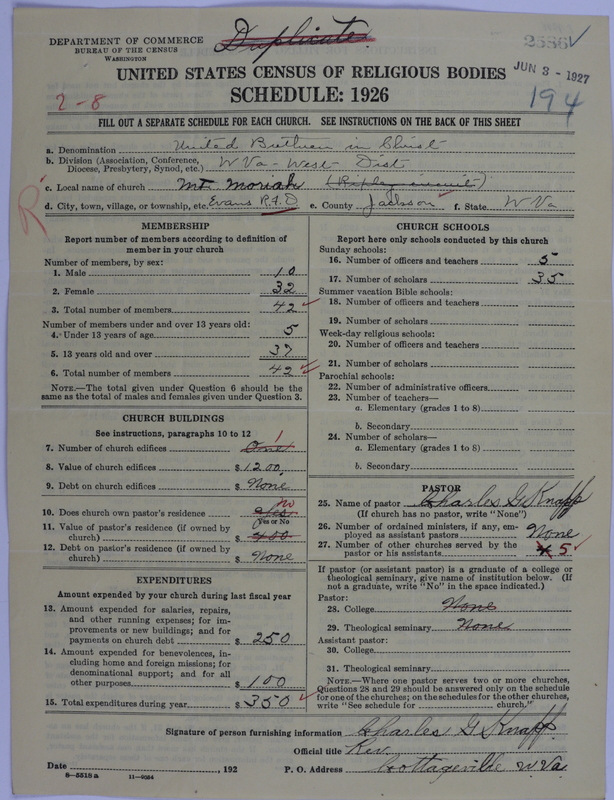 DEPARTMENT OF COMMERCE
BUREAU OF THE CENSUS
WASHINGTON
Duplicate
2586
JUN 3 - 1927
UNITED STATES CENSUS OF RELIGIOUS BODIES
SCHEDULE: 1926
2-8
194
FILL OUT A SEPARATE SCHEDULE FOR EACH CHURCH. SEE INSTRUCTIONS ON THE BACK OF THIS SHEET
a. Denomination United Brethren in Christ
b. Division (Association, Conference, Diocese, Presbytery, Synod, etc.) W Va - West - Dist
c. Local name of church Mt Moriah (Ripley circuit)
d. City, town, village, or township, etc. Evans R.F.D e. County Jackson f. State W Va
R
MEMBERSHIP
Report number of members according to definition of
member in your church
Number of members, by sex:
1. Male 10
2. Female 32
3. Total number of members 42
Number of members under and over 13 years old:
4. Under 13 years of age 5
5. 13 years old and over 37
6. Total number of members 42
NOTE.—The total given under Question 6 should be the
same as the total of males and females given under Question 3.
CHURCH BUILDINGS
See instructions, paragraphs 10 to 12
7. Number of church edifices One 1
8. Value of church edifices $ 1200.
9. Debt on church edifices $ None
10. Does church own pastor's residence Yes no
(Yes or No)
11. Value of pastor's residence (if owned by
church) $ 400
12. Debt on pastor's residence (if owned by
church) $ None
EXPENDITURES
Amount expended by your church during last fiscal year
13. Amount expended for salaries, repairs,
and other running expenses; for im-
provements or new buildings; and for
payments on church debt $ 250
14. Amount expended for benevolences, in-
cluding home and foreign missions; for
denominational support; and for all
other purposes $ 100
15. Total expenditures during year $ 350
CHURCH SCHOOLS
Report here only schools conducted by this church
Sunday schools:
16. Number of officers and teachers 5
17. Number of scholars 35
Summer vacation Bible schools:
18. Number of officers and teachers
19. Number of scholars
Week-day religious schools:
20. Number of officers and teachers
21. Number of scholars
Parochial schools:
22. Number of administrative officers
23. Number of teachers—
a. Elementary (grades 1 to 8)
b. Secondary
24. Number of scholars—
a. Elementary (grades 1 to 8)
b. Secondary
PASTOR
25. Name of pastor Charles G Knapp
(If church has no pastor, write "None")
26. Number of ordained ministers, if any, em-
ployed as assistant pastors None
27. Number of other churches served by the
pastor or his assistants 5
If pastor (or assistant pastor) is a graduate of a college or
theological seminary, give name of institution below. (If
not a graduate, write "No" in the space indicated.)
Pastor:
28. College None
29. Theological seminary None
Assistant pastor:
30. College
31. Theological seminary
NOTE.—Where one pastor serves two or more churches,
Questions 28 and 29 should be answered only on the schedule
for one of the churches; on the schedules for the other churches,
write "See schedule for church."
Signature of person furnishing information Charles G Knapp
Official title Rev.
Date , 192 P. O. Address Cottageville W. Va.
8-5318 a 11-9084